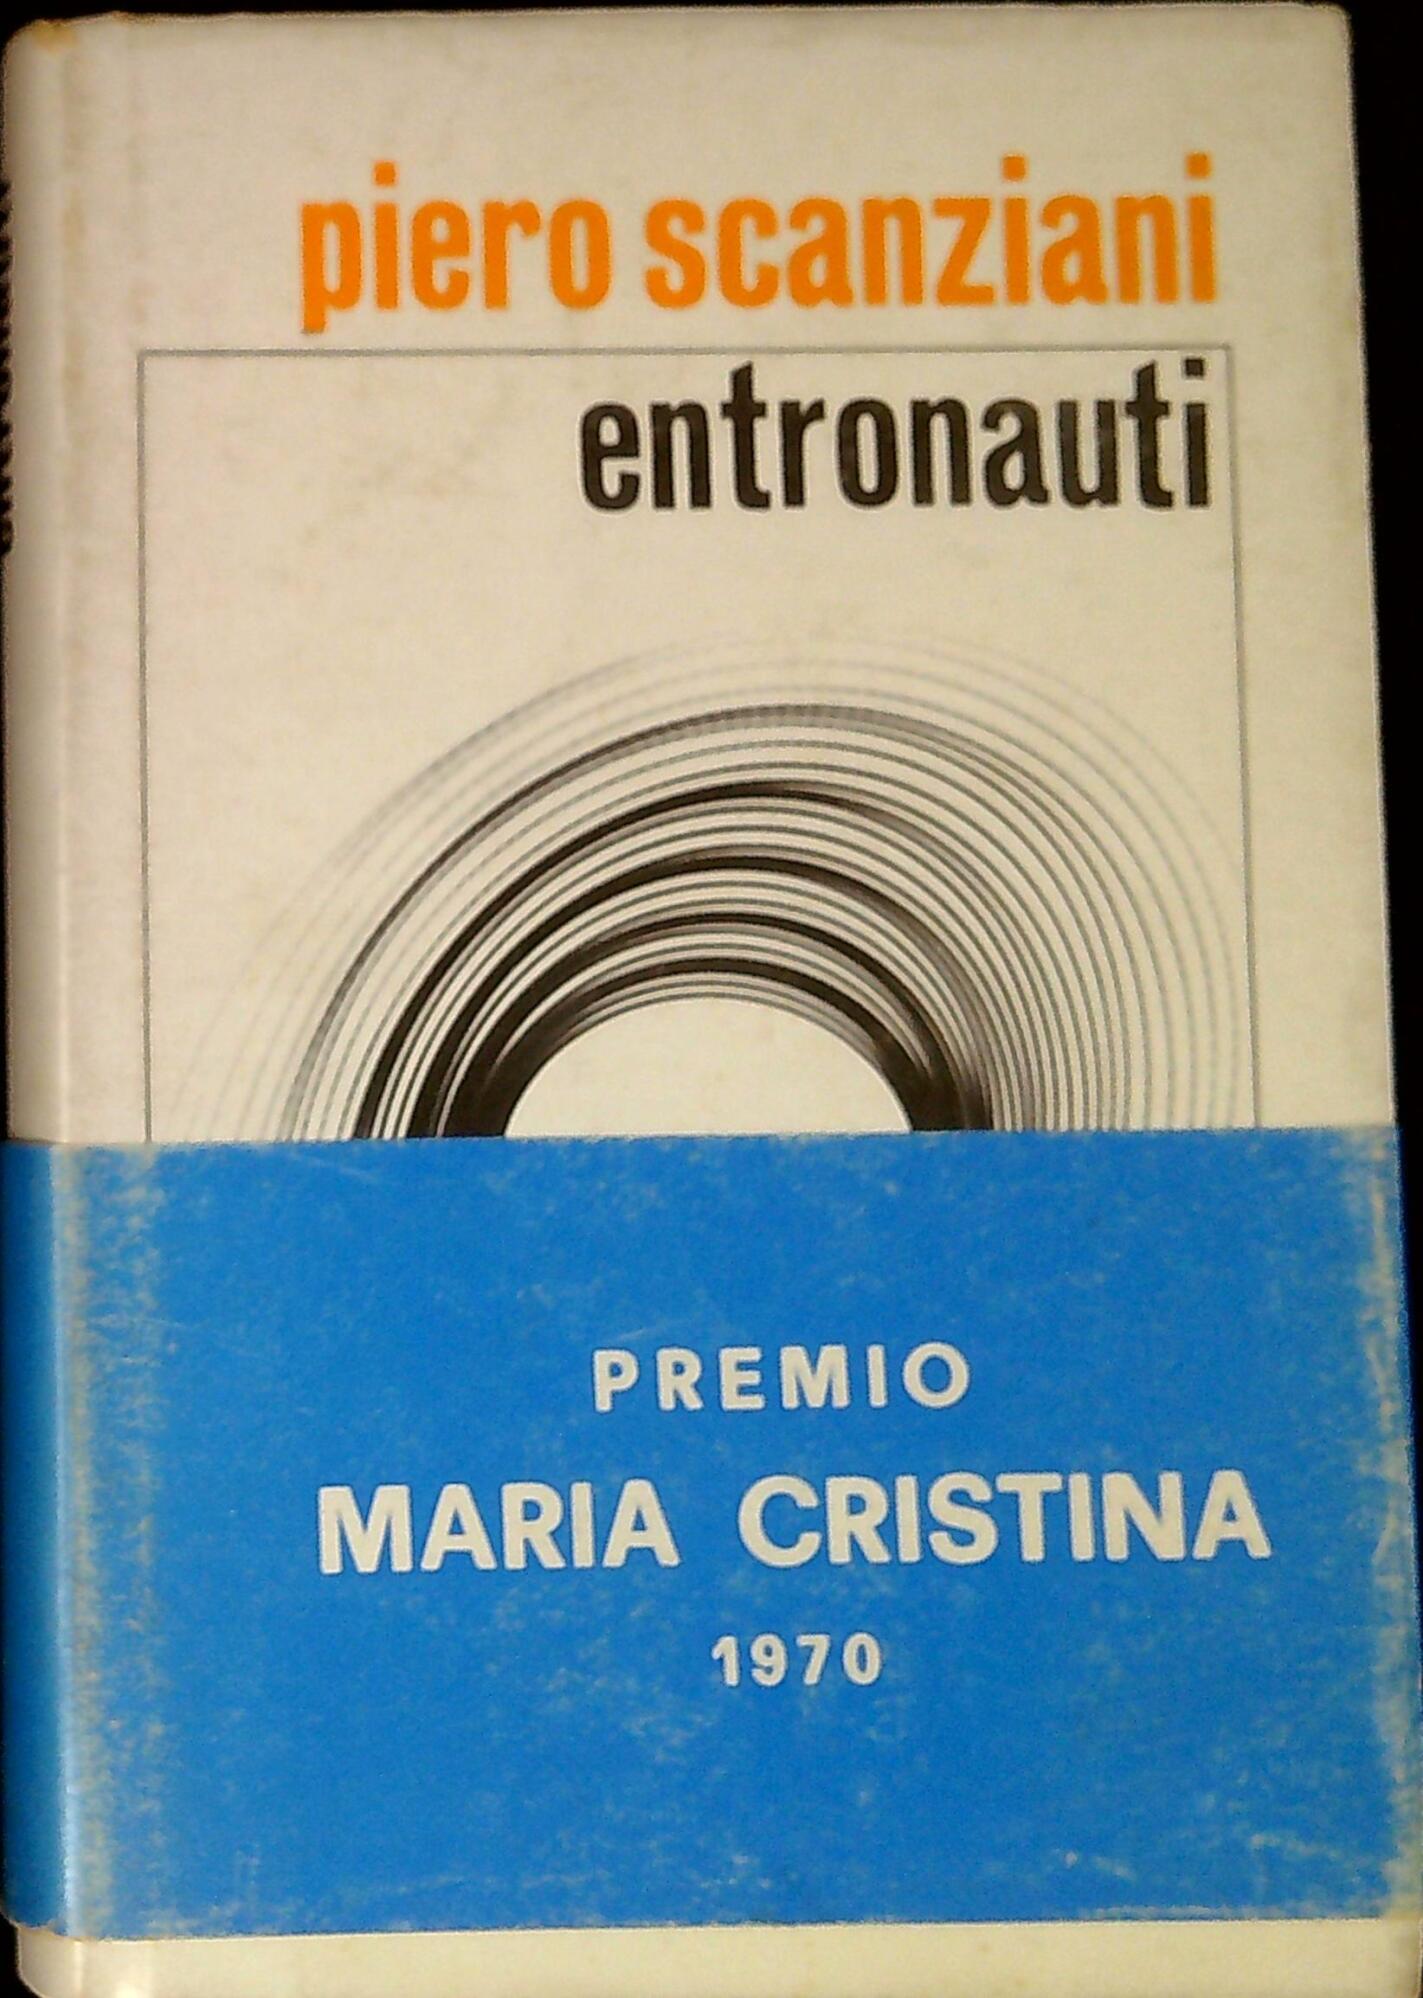 piero scanziani
entronauti
PREMIO
MARIA CRISTINA
1970